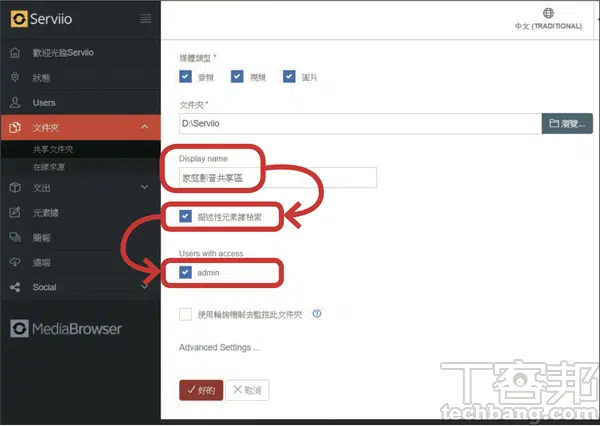 Serviio
中文 (TRADITIONAL)
歡迎光臨Serviio
狀態
Users
文件夾
共享文件夾
在線來源
交出
元素據
簡報
遠端
Social
MediaBrowser
媒體類型 *
音頻 視頻 圖片
文件夾 *
D:\Serviio
瀏覽...
Display name
家庭影音共享區
描述性元素據檢索
Users with access
admin
使用輪詢機制去監控此文件夾
Advanced Settings ...
好的 取消
T客邦
techbang.com